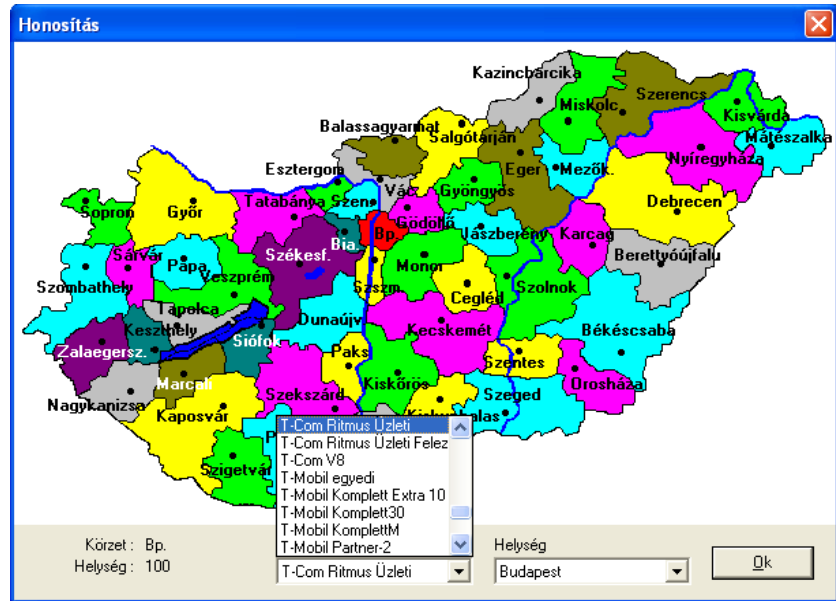 Honosítás
Kazincbarcika
Miskolc
Szerencs
Kisvárda
Mátészalka
Balassagyarmat
Salgótarján
Eger
Mezők.
Nyíregyháza
Esztergom
Vác
Gyöngyös
Debrecen
Sopron
Győr
Tatabánya
Szen.
Gödöllő
Jászberény
Karcag
Bia.
Bp.
Berettyóújfalu
Sárvár
Pápa
Székesf.
Monor
Szombathely
Veszprém
Szszm.
Cegléd
Szolnok
Tapolca
Dunaújv.
Kecskemét
Békéscsaba
Zalaegersz.
Keszthely
Siófok
Paks
Szentes
Marcali
Kiskőrös
Orosháza
Nagykanizsa
Kaposvár
Szekszárd
Szeged
Szigetvár
T-Com Ritmus Üzleti
T-Com Ritmus Üzleti Felez
T-Com V8
T-Mobil egyedi
T-Mobil Komplett Extra 10
T-Mobil Komplett30
T-Mobil KomplettM
T-Mobil Partner-2
Körzet : Bp.
Helység : 100
T-Com Ritmus Üzleti
Helység
Budapest
Ok